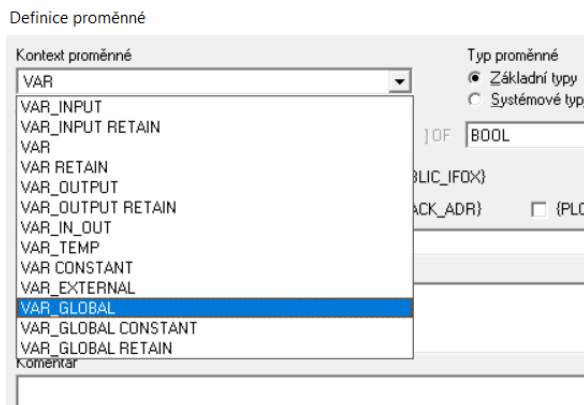 Definice proměnné
Kontext proměnné
Typ proměnné
VAR
Základní typy
Systémové typ
VAR_INPUT
VAR_INPUT RETAIN
VAR
] OF BOOL
VAR RETAIN
BLIC_IFOX}
VAR_OUTPUT
VAR_OUTPUT RETAIN
ACK_ADR} {PLC
VAR_IN_OUT
VAR_TEMP
VAR CONSTANT
VAR_EXTERNAL
VAR_GLOBAL
VAR_GLOBAL CONSTANT
VAR_GLOBAL RETAIN
Komentář